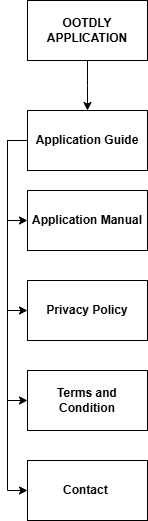 OOTDLY
APPLICATION
Application Guide
Application Manual
Privacy Policy
Terms and
Condition
Contact